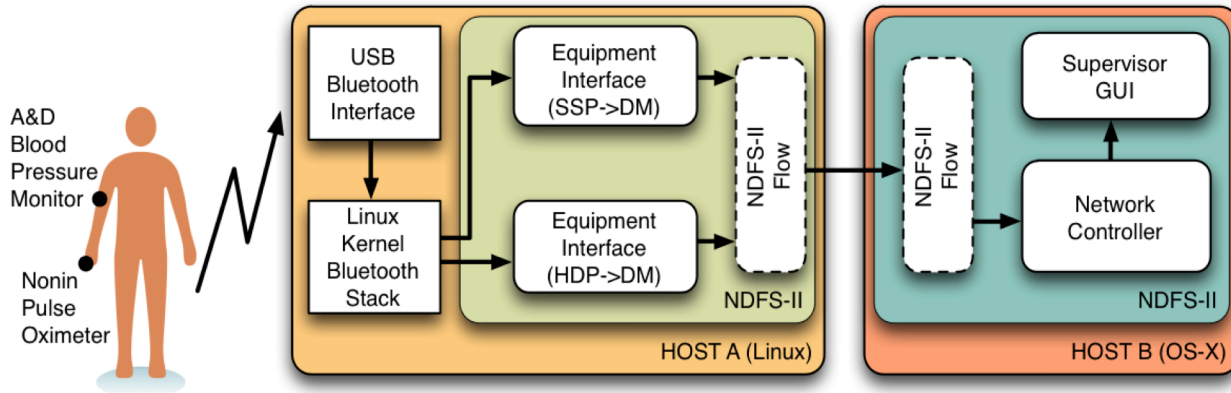 A&D
Blood
Pressure
Monitor
Nonin
Pulse
Oximeter
USB
Bluetooth
Interface
Linux
Kernel
Bluetooth
Stack
Equipment
Interface
(SSP->DM)
Equipment
Interface
(HDP->DM)
NDFS-II
Flow
NDFS-II
HOST A (Linux)
NDFS-II
Flow
Supervisor
GUI
Network
Controller
NDFS-II
HOST B (OS-X)